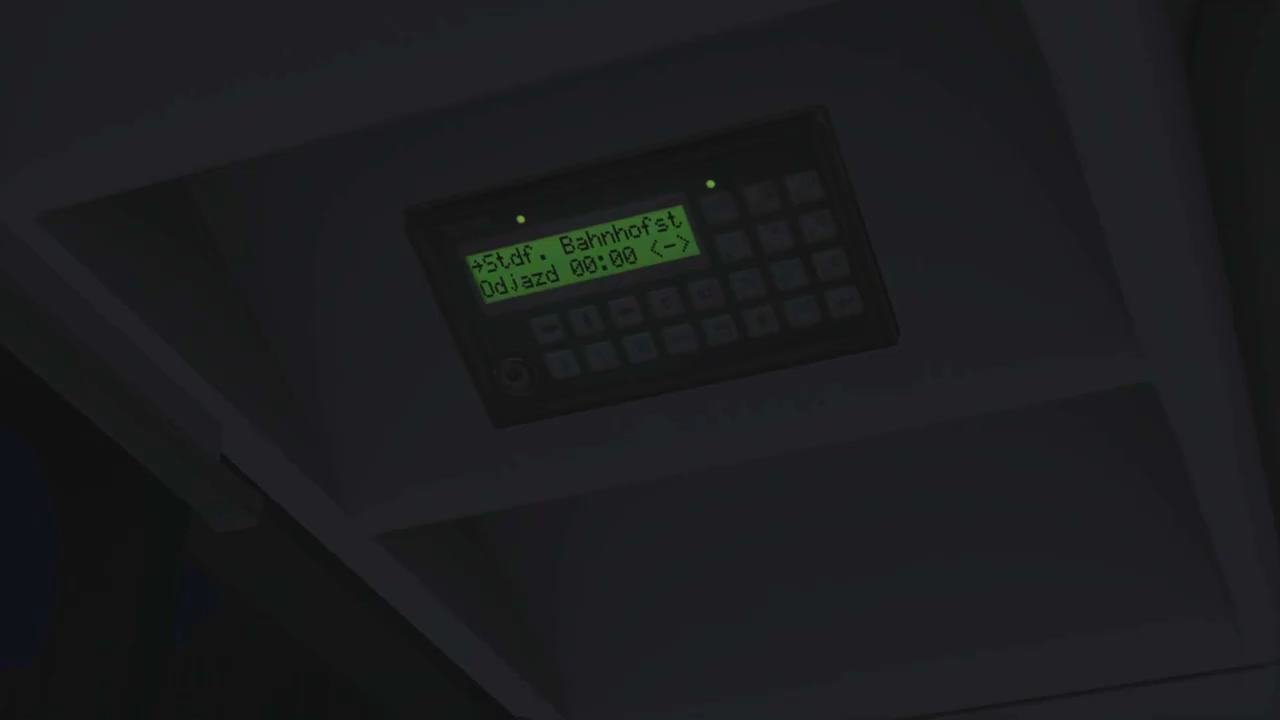 →Stdf. Bahnhofst
Odjazd 00:00 <->